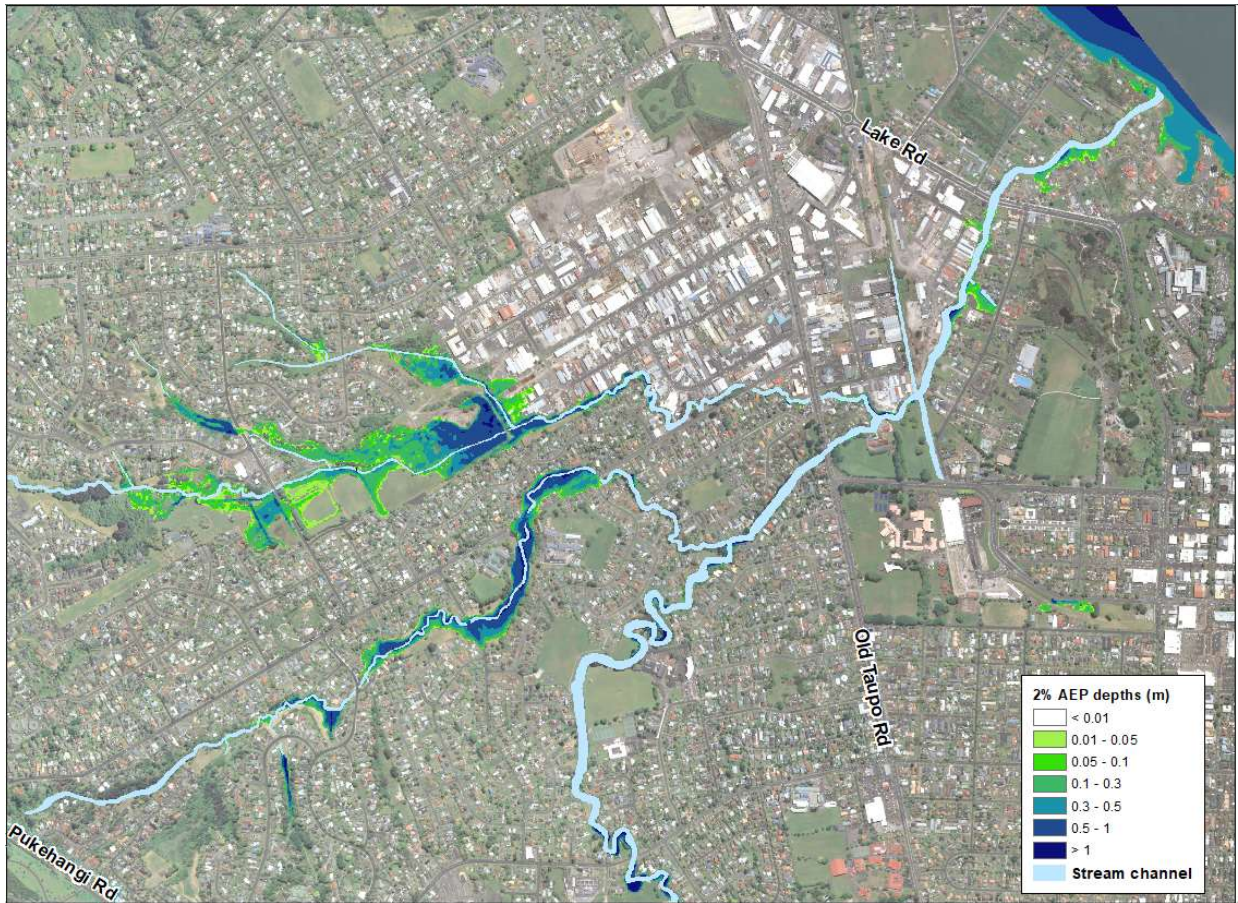 Lake Rd
Old Taupo Rd
Pukehangi Rd
2% AEP depths (m)
< 0.01
0.01 - 0.05
0.05 - 0.1
0.1 - 0.3
0.3 - 0.5
0.5 - 1
> 1
Stream channel